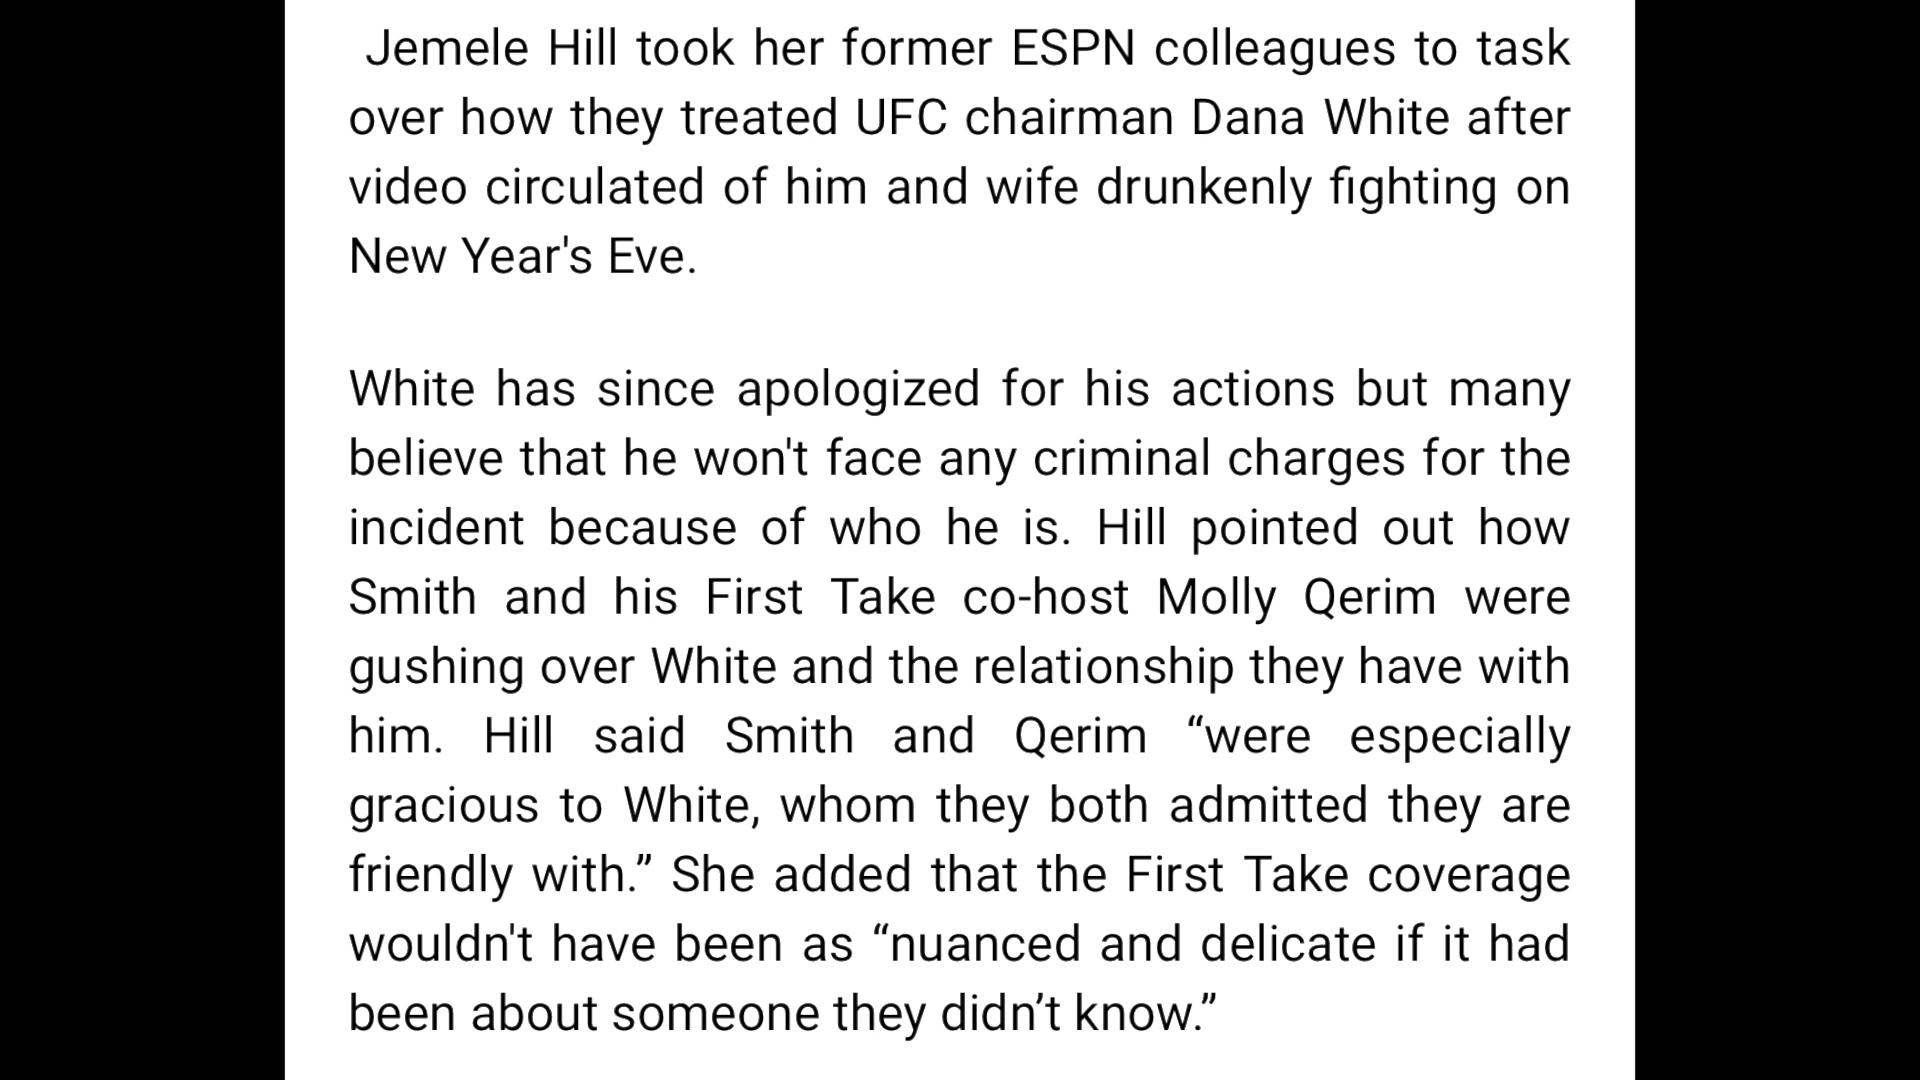 Jemele Hill took her former ESPN colleagues to task
over how they treated UFC chairman Dana White after
video circulated of him and wife drunkenly fighting on
New Year's Eve.
White has since apologized for his actions but many
believe that he won't face any criminal charges for the
incident because of who he is. Hill pointed out how
Smith and his First Take co-host Molly Qerim were
gushing over White and the relationship they have with
him. Hill said Smith and Qerim “were especially
gracious to White, whom they both admitted they are
friendly with.” She added that the First Take coverage
wouldn't have been as “nuanced and delicate if it had
been about someone they didn’t know.”